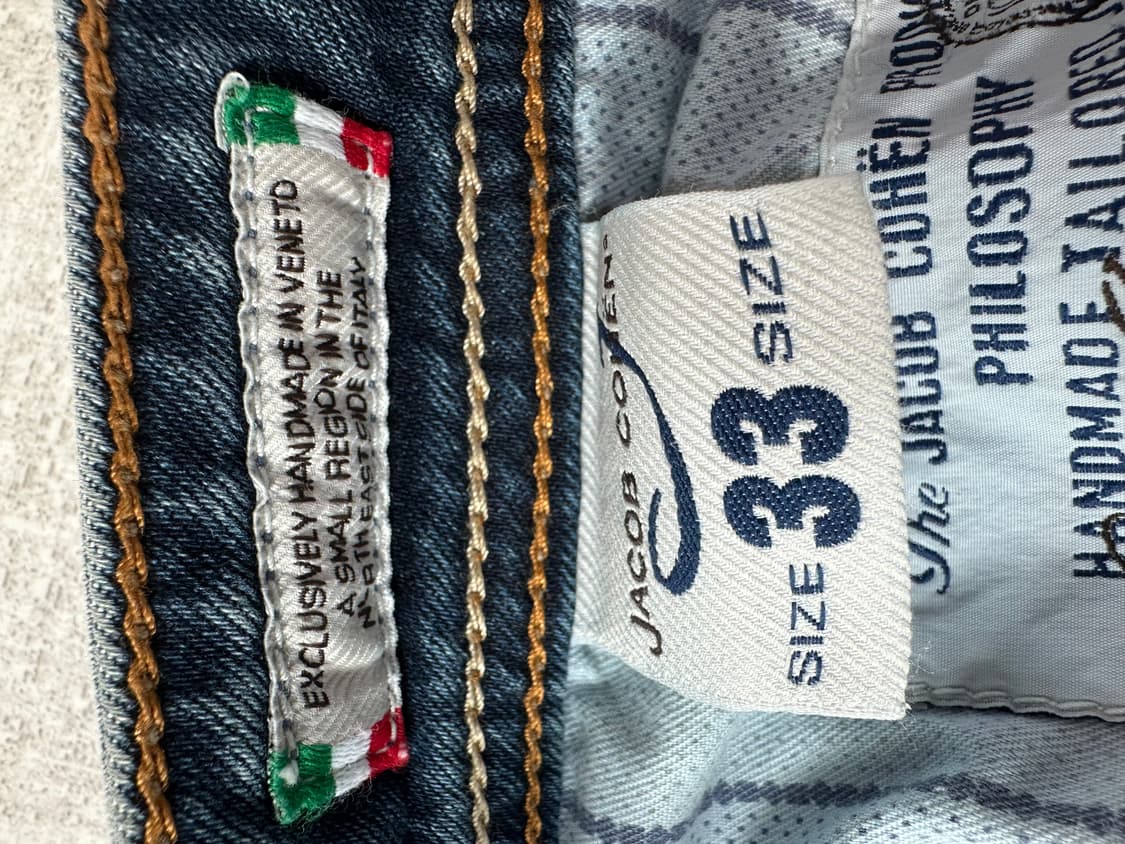 EXCLUSIVELY HANDMADE IN VENETO
A SMALL REGION IN THE
NORTH EAST SIDE OF ITALY
JACOB COHËN®
J
SIZE 33 SIZE
The JACOB COHËN
PHILOSOPHY
HANDMADE TAILORED